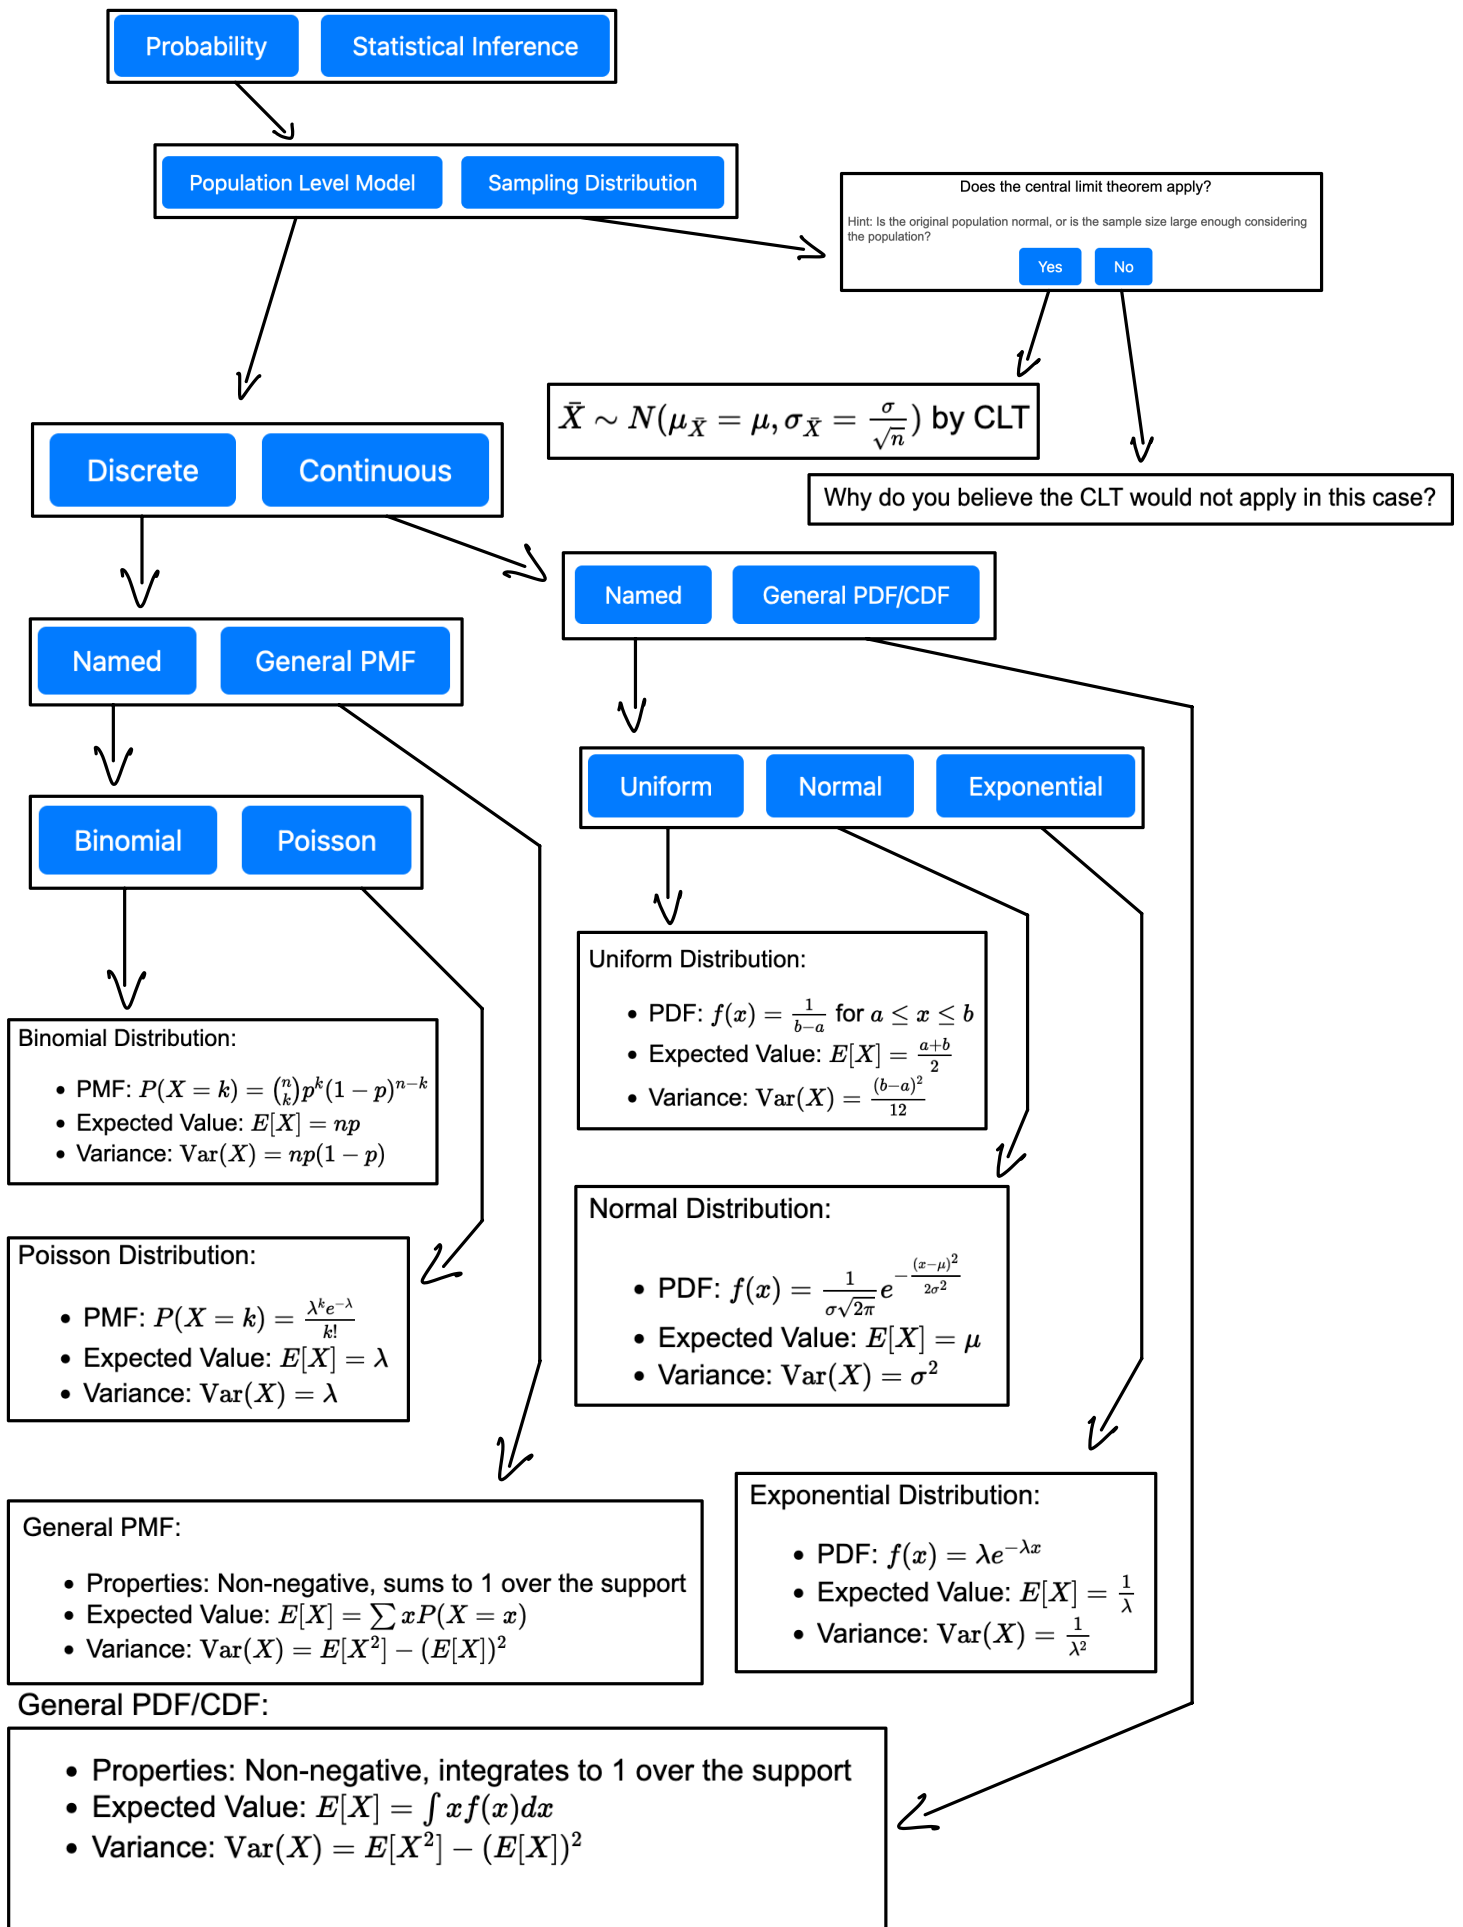 Probability
Statistical Inference
Population Level Model
Sampling Distribution
Does the central limit theorem apply?
Hint: Is the original population normal, or is the sample size large enough considering
the population?
Yes
No
X̄ ∼ N(μ_X̄ = μ, σ_X̄ = σ/√n) by CLT
Why do you believe the CLT would not apply in this case?
Discrete
Continuous
Named
General PDF/CDF
Named
General PMF
Uniform
Normal
Exponential
Binomial
Poisson
Uniform Distribution:
• PDF: f(x) = 1/(b−a) for a ≤ x ≤ b
• Expected Value: E[X] = (a+b)/2
• Variance: Var(X) = (b−a)²/12
Binomial Distribution:
• PMF: P(X = k) = (n k) p^k (1 − p)^(n−k)
• Expected Value: E[X] = np
• Variance: Var(X) = np(1 − p)
Normal Distribution:
• PDF: f(x) = 1/(σ√(2π)) e^(−(x−μ)²/(2σ²))
• Expected Value: E[X] = μ
• Variance: Var(X) = σ²
Poisson Distribution:
• PMF: P(X = k) = λ^k e^(−λ)/k!
• Expected Value: E[X] = λ
• Variance: Var(X) = λ
Exponential Distribution:
• PDF: f(x) = λe^(−λx)
• Expected Value: E[X] = 1/λ
• Variance: Var(X) = 1/λ²
General PMF:
• Properties: Non-negative, sums to 1 over the support
• Expected Value: E[X] = ∑ xP(X = x)
• Variance: Var(X) = E[X²] − (E[X])²
General PDF/CDF:
• Properties: Non-negative, integrates to 1 over the support
• Expected Value: E[X] = ∫ xf(x)dx
• Variance: Var(X) = E[X²] − (E[X])²